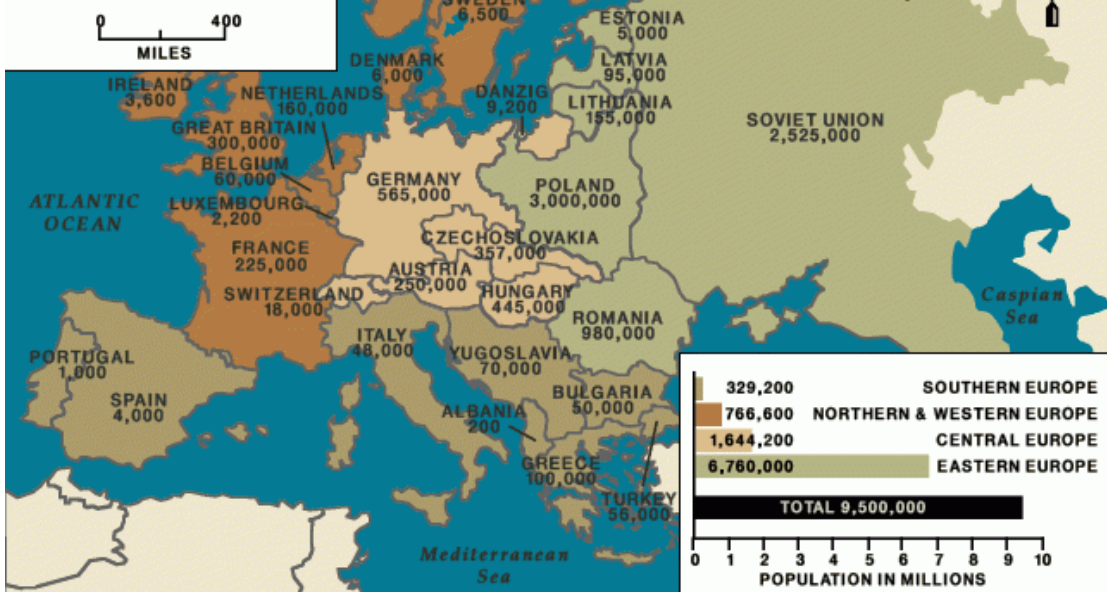 0 400
MILES
SWEDEN
6,500
ESTONIA
5,000
DENMARK
6,000
LATVIA
95,000
IRELAND
3,600
NETHERLANDS
160,000
DANZIG
9,200
LITHUANIA
155,000
GREAT BRITAIN
300,000
SOVIET UNION
2,525,000
BELGIUM
60,000
GERMANY
565,000
POLAND
3,000,000
ATLANTIC
OCEAN
LUXEMBOURG
2,200
FRANCE
225,000
CZECHOSLOVAKIA
357,000
AUSTRIA
250,000
SWITZERLAND
18,000
HUNGARY
445,000
Caspian
Sea
ROMANIA
980,000
ITALY
48,000
YUGOSLAVIA
70,000
PORTUGAL
1,000
SPAIN
4,000
BULGARIA
50,000
ALBANIA
200
GREECE
100,000
TURKEY
56,000
Mediterranean
Sea
329,200 SOUTHERN EUROPE
766,600 NORTHERN & WESTERN EUROPE
1,644,200 CENTRAL EUROPE
6,760,000 EASTERN EUROPE
TOTAL 9,500,000
0 1 2 3 4 5 6 7 8 9 10
POPULATION IN MILLIONS